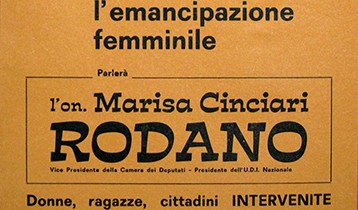 l'emancipazione
femminile
Parlerà
l'on. Marisa Cinciari
RODANO
Vice Presidente della Camera dei Deputati - Presidente dell'U.D.I. Nazionale
Donne, ragazze, cittadini INTERVENITE